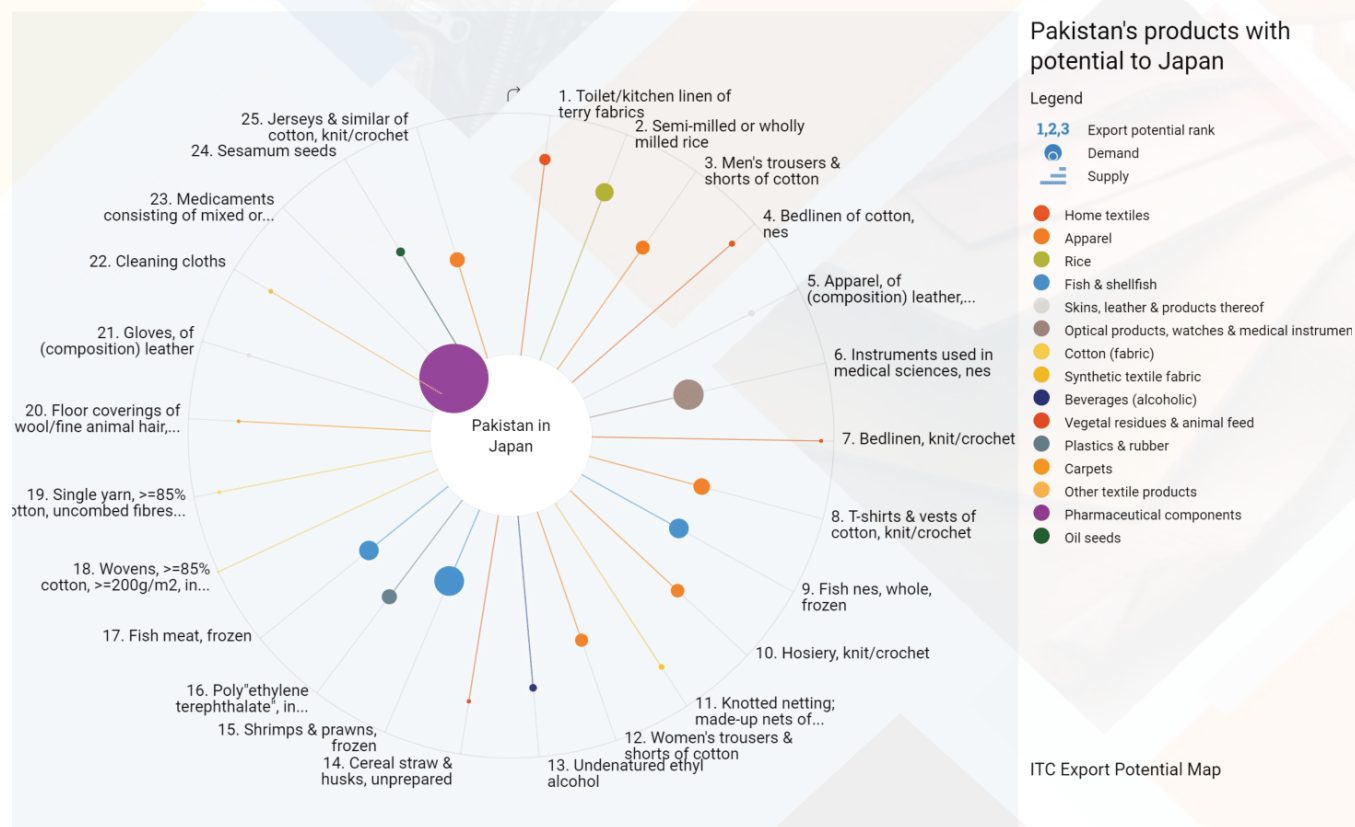 Pakistan's products with
potential to Japan
Legend
1,2,3 Export potential rank
Demand
Supply
Home textiles
Apparel
Rice
Fish & shellfish
Skins, leather & products thereof
Optical products, watches & medical instrumen
Cotton (fabric)
Synthetic textile fabric
Beverages (alcoholic)
Vegetal residues & animal feed
Plastics & rubber
Carpets
Other textile products
Pharmaceutical components
Oil seeds
ITC Export Potential Map
Pakistan in
Japan
1. Toilet/kitchen linen of
terry fabrics
2. Semi-milled or wholly
milled rice
3. Men's trousers &
shorts of cotton
4. Bedlinen of cotton,
nes
5. Apparel, of
(composition) leather,...
6. Instruments used in
medical sciences, nes
7. Bedlinen, knit/crochet
8. T-shirts & vests of
cotton, knit/crochet
9. Fish nes, whole,
frozen
10. Hosiery, knit/crochet
11. Knotted netting;
made-up nets of...
12. Women's trousers &
shorts of cotton
13. Undenatured ethyl
alcohol
14. Cereal straw &
husks, unprepared
15. Shrimps & prawns,
frozen
16. Poly"ethylene
terephthalate", in...
17. Fish meat, frozen
18. Wovens, >=85%
cotton, >=200g/m2, in...
19. Single yarn, >=85%
otton, uncombed fibres...
20. Floor coverings of
wool/fine animal hair,...
21. Gloves, of
(composition) leather
22. Cleaning cloths
23. Medicaments
consisting of mixed or...
24. Sesamum seeds
25. Jerseys & similar of
cotton, knit/crochet